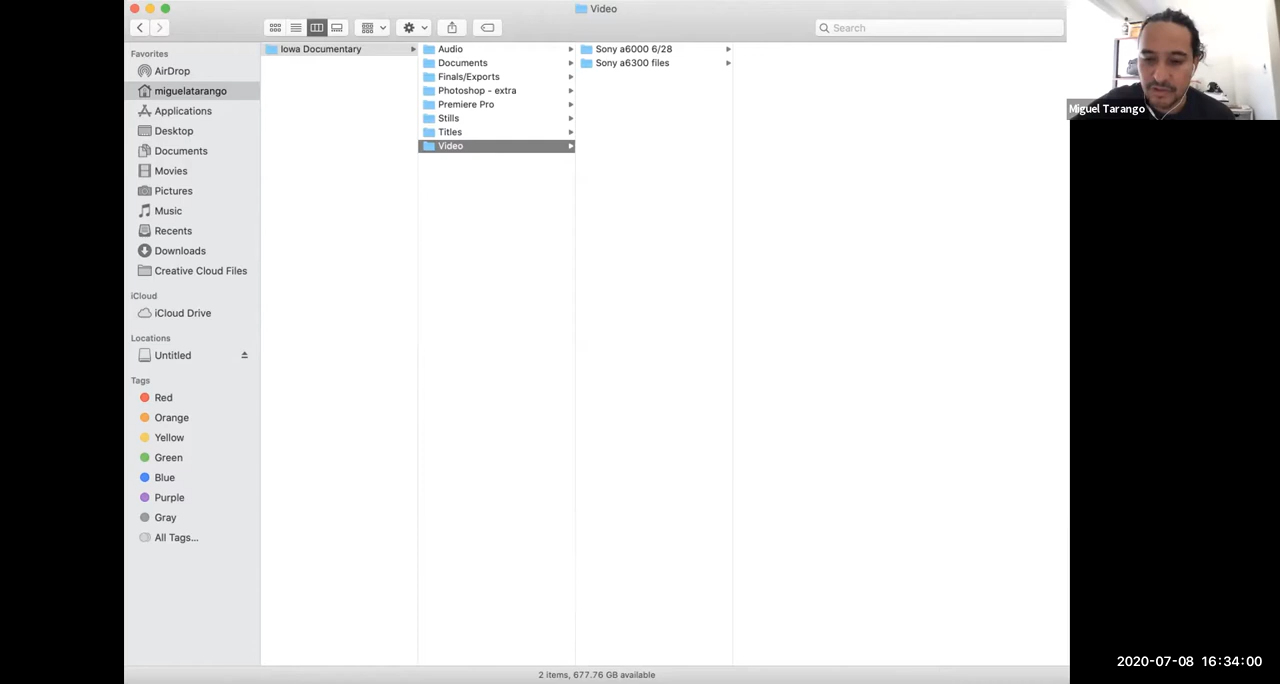 Video
Search
Favorites
AirDrop
miguelatarango
Applications
Desktop
Documents
Movies
Pictures
Music
Recents
Downloads
Creative Cloud Files
iCloud
iCloud Drive
Locations
Untitled
Tags
Red
Orange
Yellow
Green
Blue
Purple
Gray
All Tags...
Iowa Documentary
Audio
Documents
Finals/Exports
Photoshop - extra
Premiere Pro
Stills
Titles
Video
Sony a6000 6/28
Sony a6300 files
2 items, 677.76 GB available
Miguel Tarango
2020-07-08 16:34:00